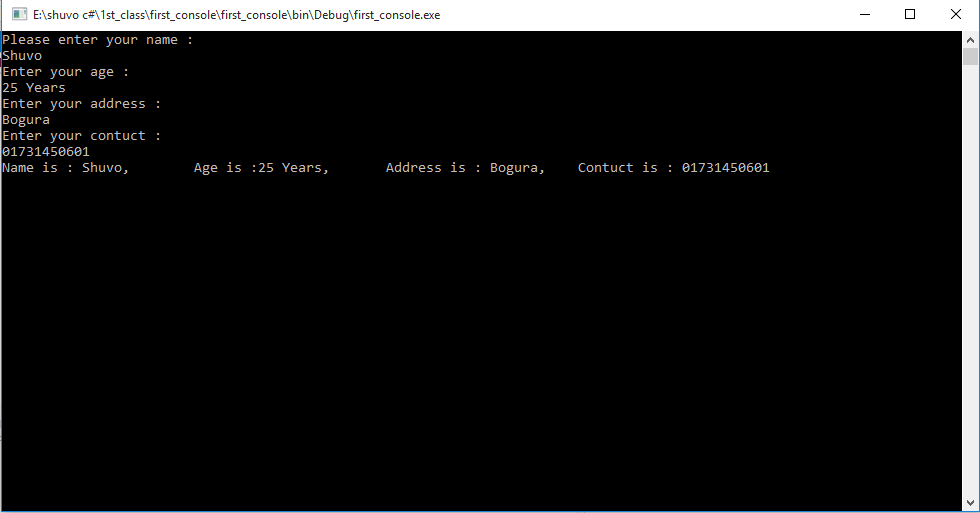 E:\shuvo c#\1st_class\first_console\first_console\bin\Debug\first_console.exe
Please enter your name :
Shuvo
Enter your age :
25 Years
Enter your address :
Bogura
Enter your contuct :
01731450601
Name is : Shuvo,        Age is :25 Years,       Address is : Bogura,    Contuct is : 01731450601